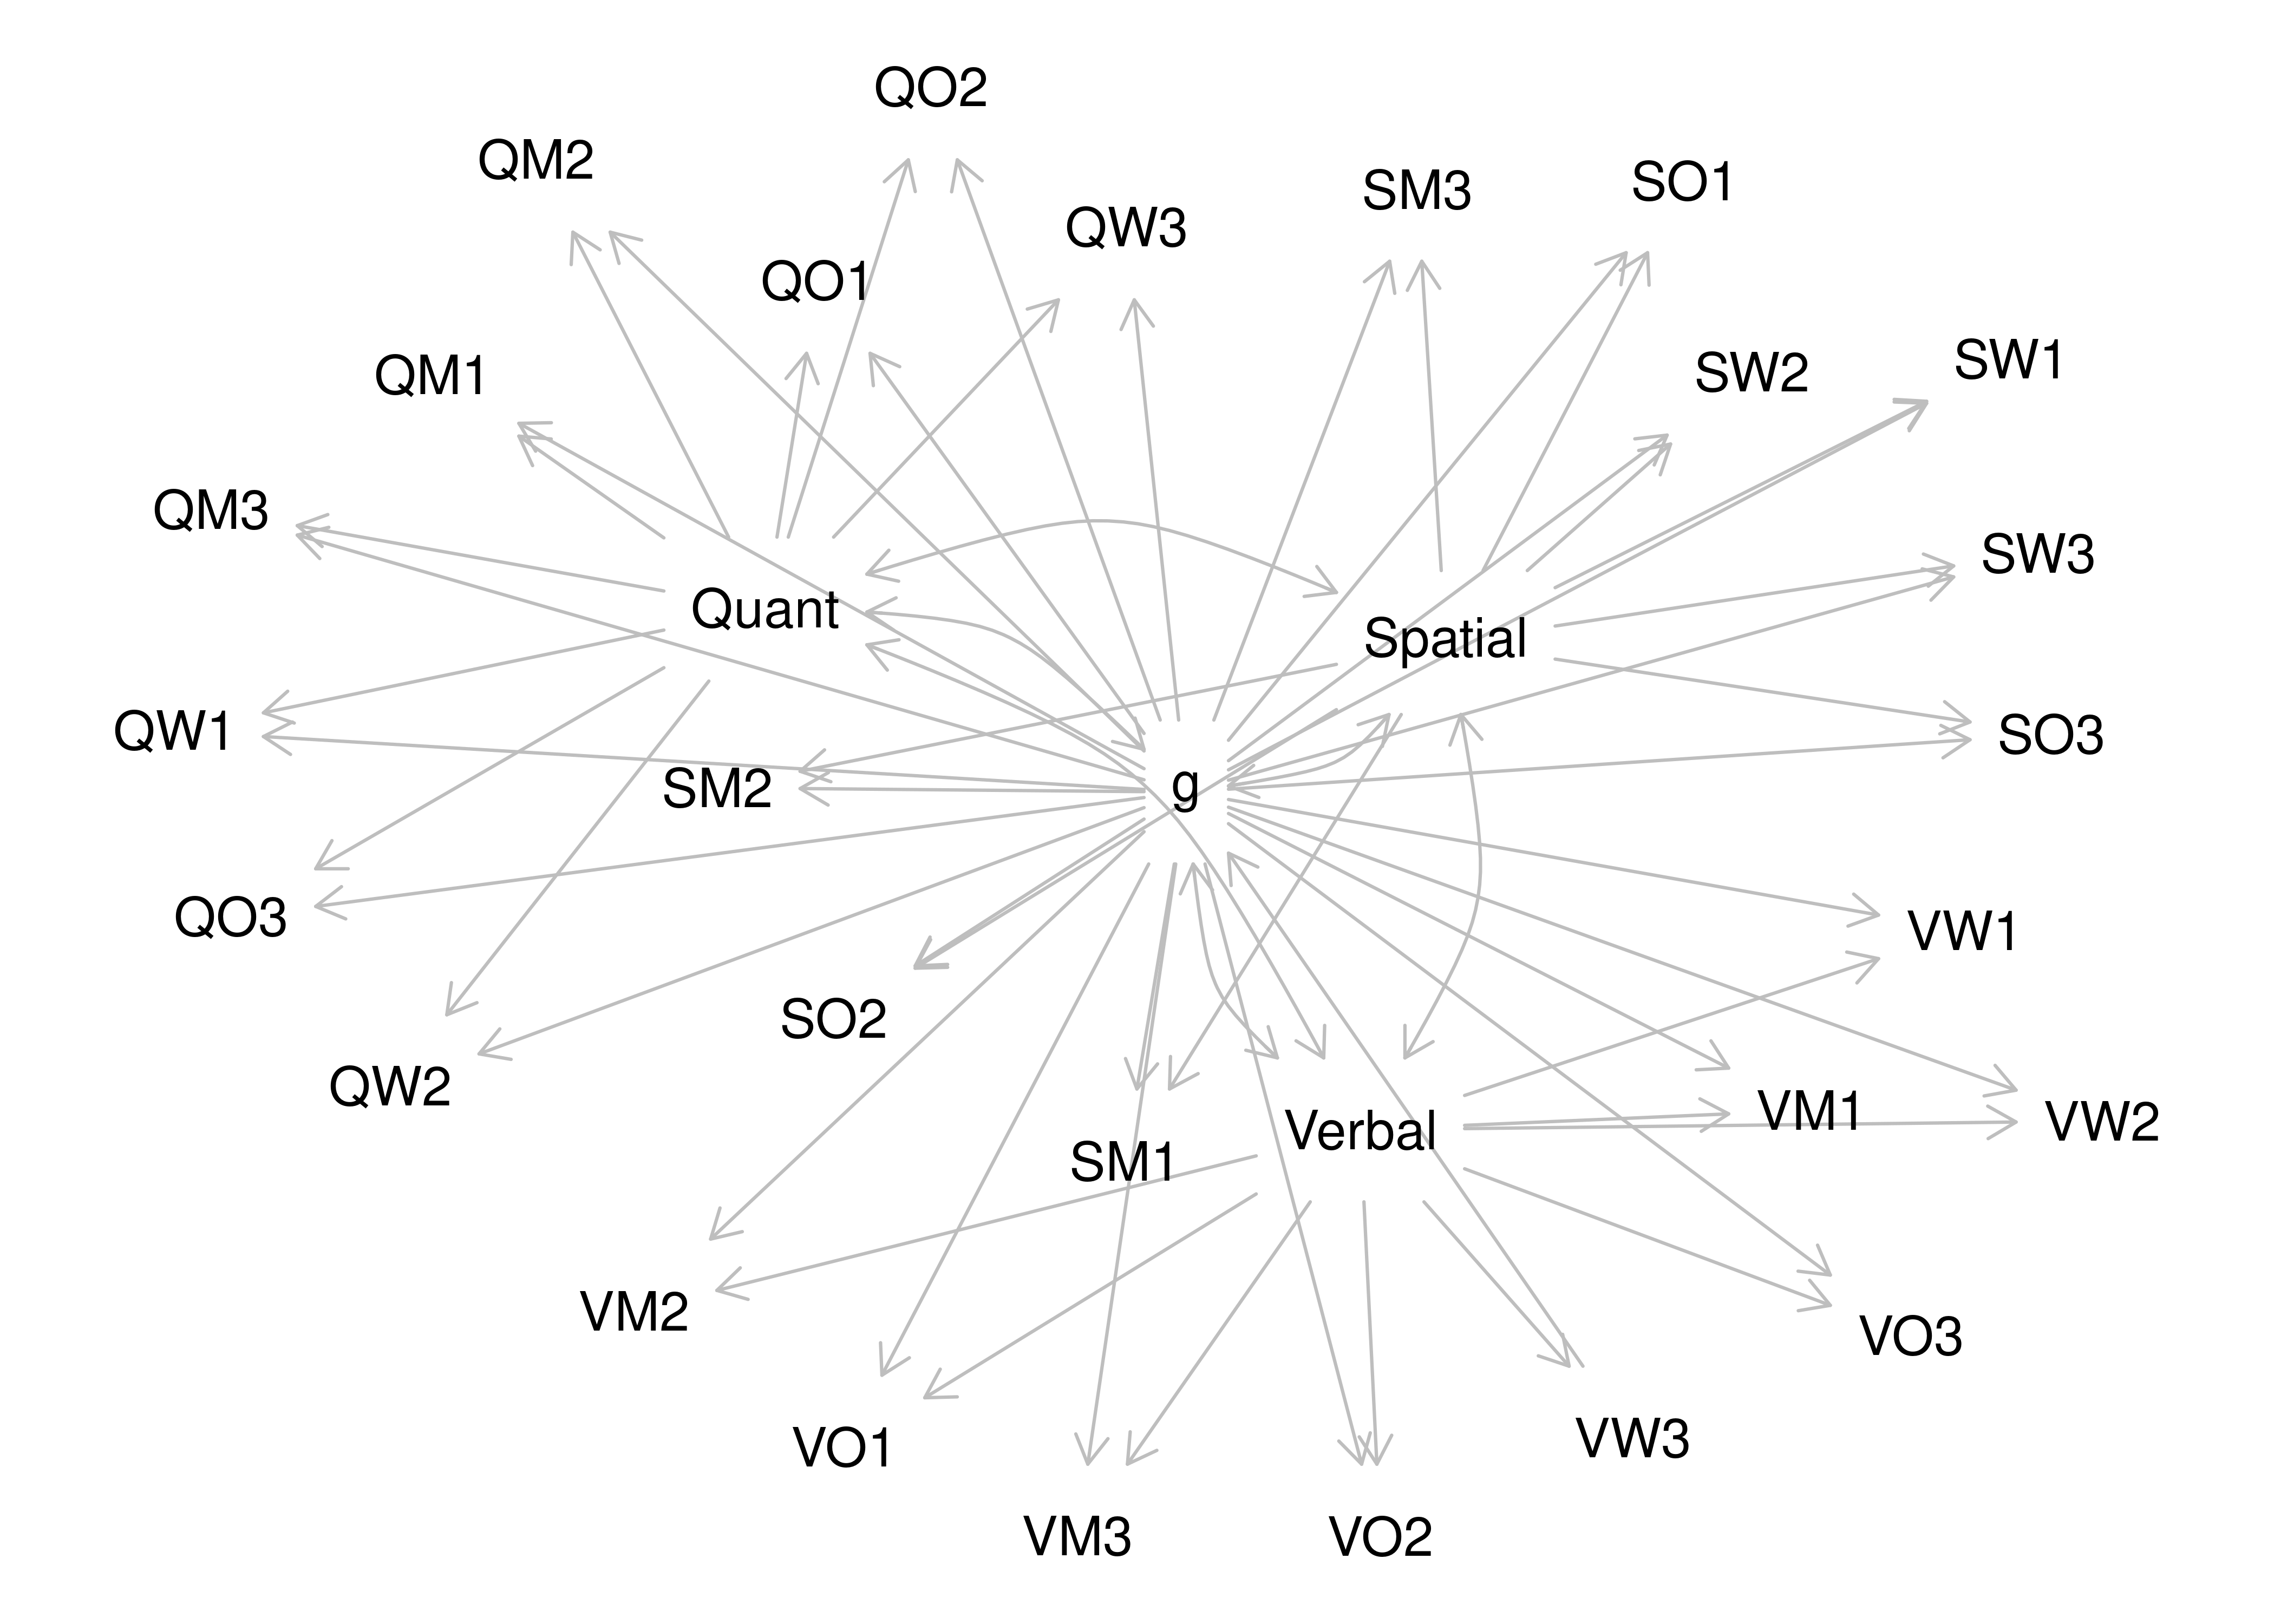 QO2
QM2
SM3
SO1
QW3
QO1
SW1
SW2
QM1
QM3
SW3
Quant
Spatial
QW1
SO3
SM2
g
QO3
VW1
SO2
QW2
VM1
VW2
Verbal
SM1
VM2
VO3
VW3
VO1
VM3
VO2